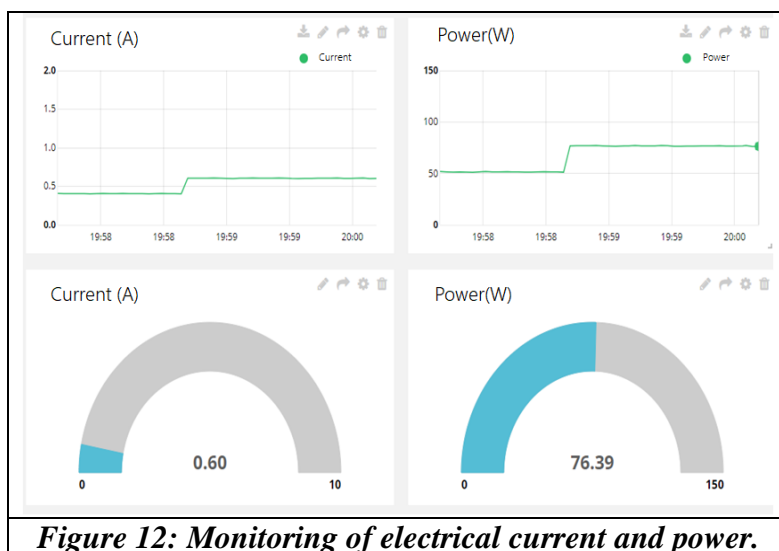 Current (A)
Current
2.0
1.5
1.0
0.5
0.0
19:58 19:58 19:59 19:59 20:00
Power(W)
Power
150
100
50
0
19:58 19:58 19:59 19:59 20:00
Current (A)
0.60
0 10
Power(W)
76.39
0 150
Figure 12: Monitoring of electrical current and power.